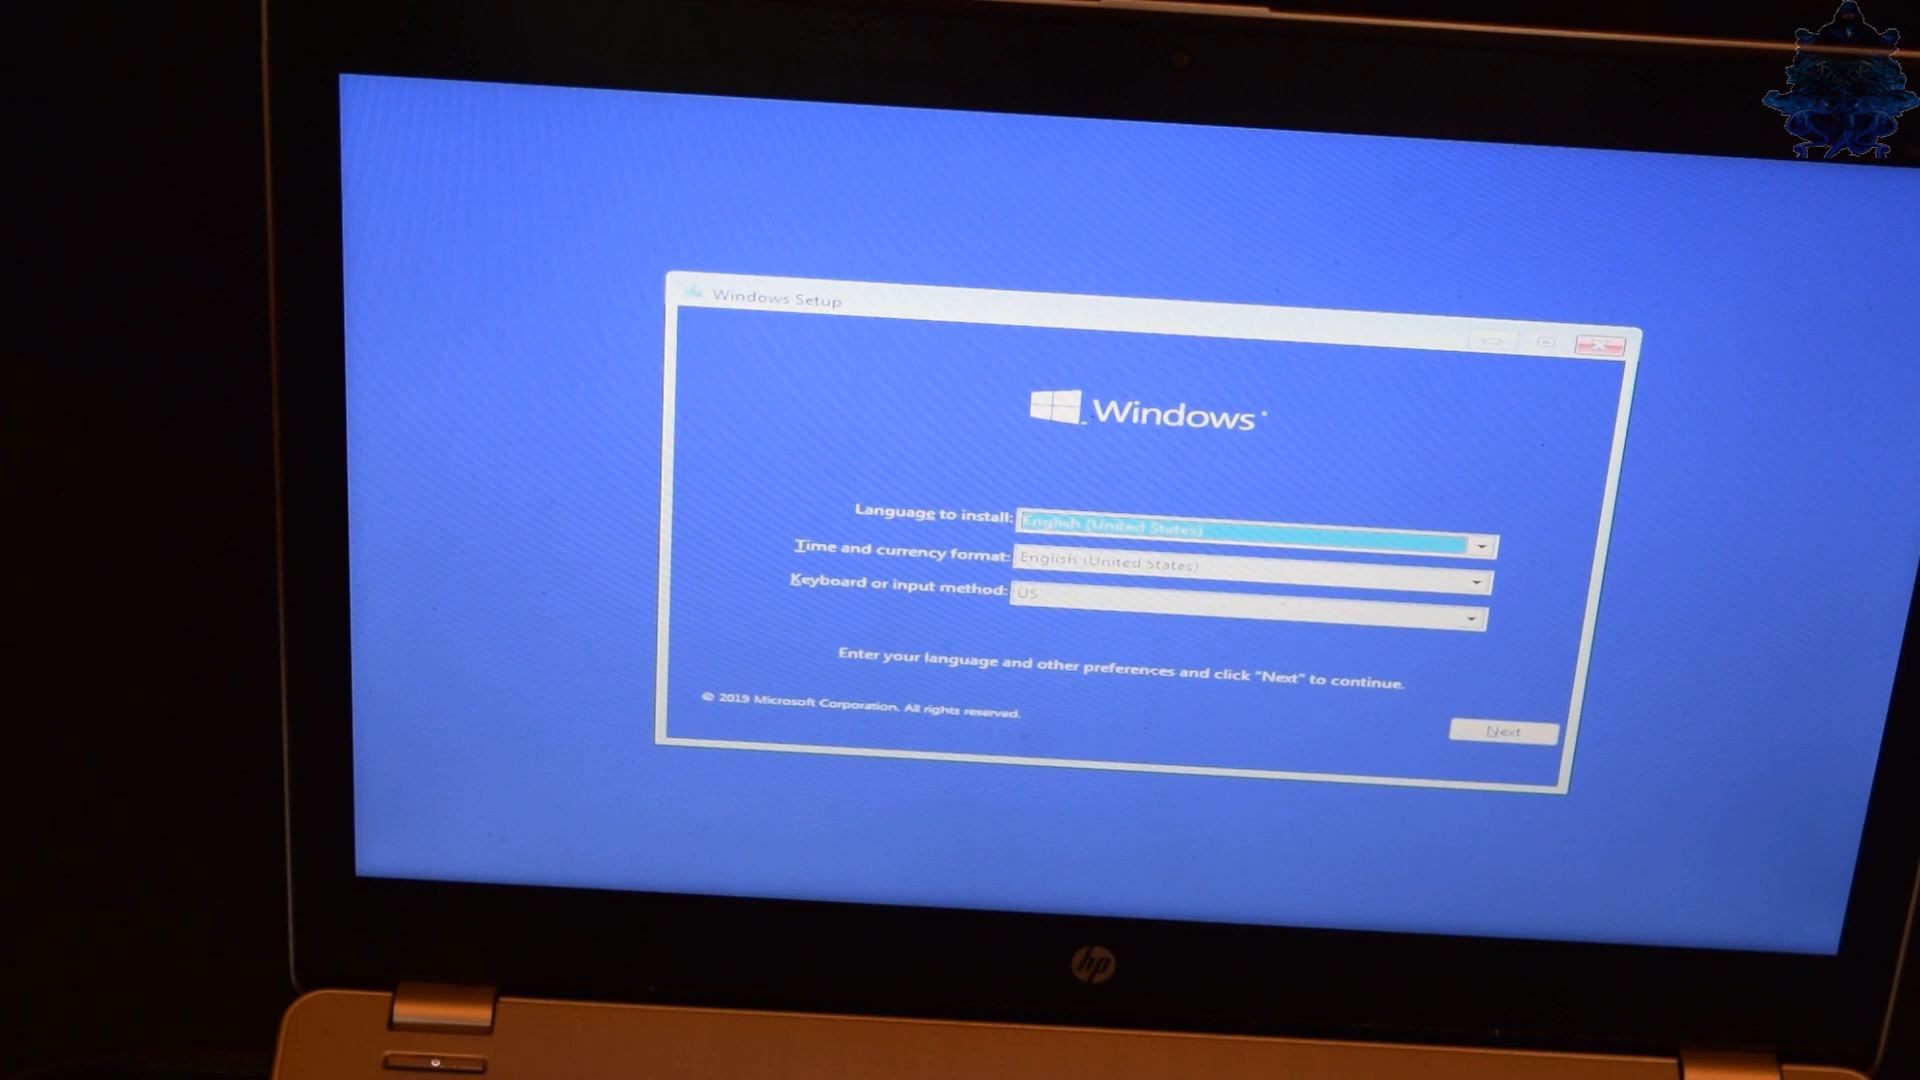 Windows Setup
Windows
Language to install: English (United States)
Time and currency format: English (United States)
Keyboard or input method: US
Enter your language and other preferences and click "Next" to continue.
© 2019 Microsoft Corporation. All rights reserved.
Next
hp